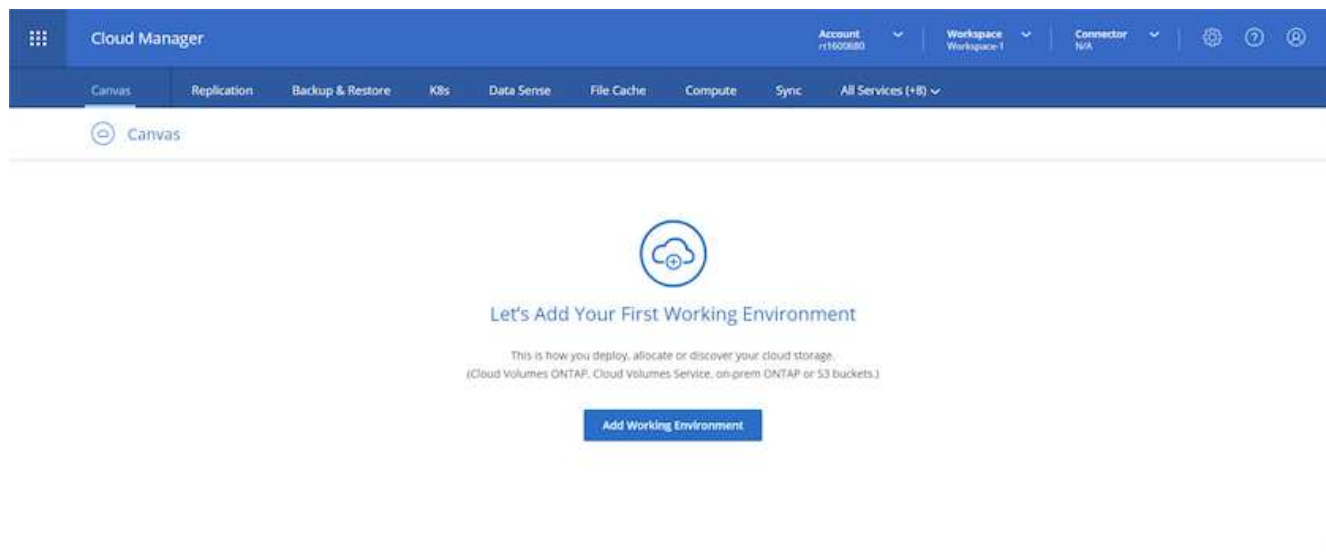 Cloud Manager
Account
rt1600680
Workspace
Workspace-1
Connector
N/A
Canvas
Replication
Backup & Restore
K8s
Data Sense
File Cache
Compute
Sync
All Services (+8)
Canvas
Let's Add Your First Working Environment
This is how you deploy, allocate or discover your cloud storage.
(Cloud Volumes ONTAP, Cloud Volumes Service, on-prem ONTAP or S3 buckets.)
Add Working Environment